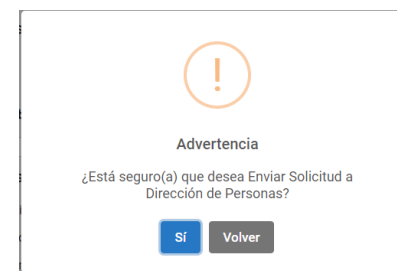 Advertencia
¿Está seguro(a) que desea Enviar Solicitud a
Dirección de Personas?
Sí Volver